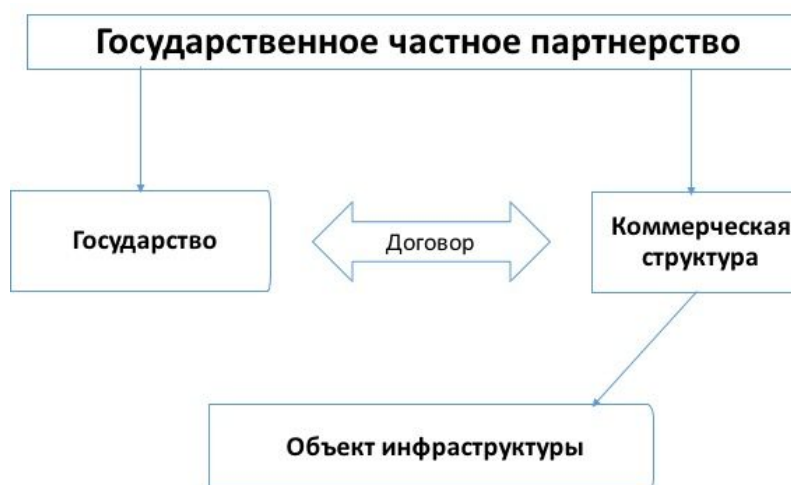 Государственное частное партнерство
Государство
Договор
Коммерческая
структура
Объект инфраструктуры